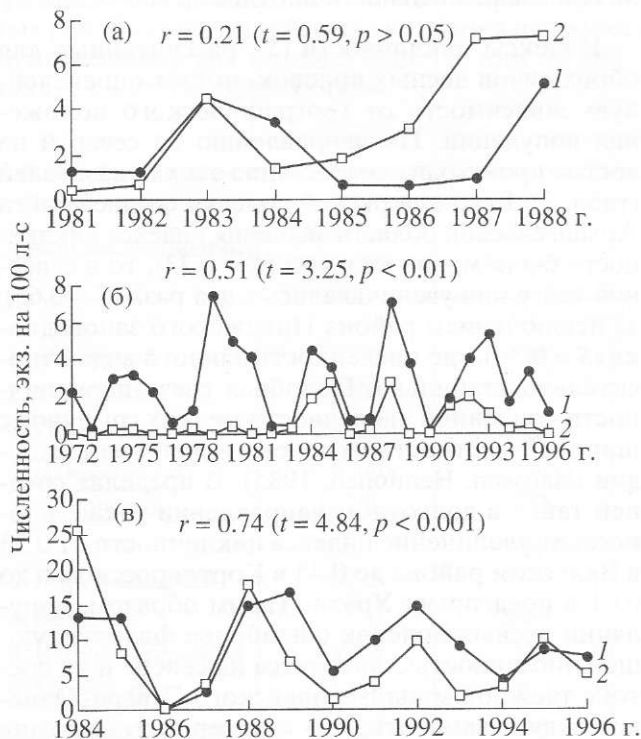 (а)
r = 0.21 (t = 0.59, p > 0.05)
8
6
4
2
0
2
1
1981 1982 1983 1984 1985 1986 1987 1988 г.
(б)
r = 0.51 (t = 3.25, p < 0.01)
8
6
4
2
0
1
2
1972 1975 1978 1981 1984 1987 1990 1993 1996 г.
Численность, экз. на 100 л-с
(в)
r = 0.74 (t = 4.84, p < 0.001)
30
25
20
15
10
5
0
1
2
1984 1986 1988 1990 1992 1994 1996 г.